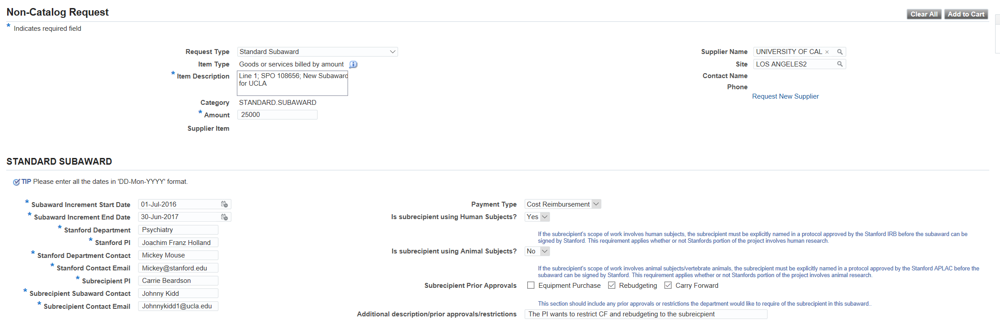 Non-Catalog Request
Clear All Add to Cart
* Indicates required field
Request Type Standard Subaward
Item Type Goods or services billed by amount
* Item Description Line 1; SPO 108656; New Subaward
for UCLA
Category STANDARD.SUBAWARD
* Amount 25000
Supplier Item
Supplier Name UNIVERSITY OF CAL ×
Site LOS ANGELES2
Contact Name
Phone
Request New Supplier
STANDARD SUBAWARD
TIP Please enter all the dates in 'DD-Mon-YYYY' format.
* Subaward Increment Start Date 01-Jul-2016
* Subaward Increment End Date 30-Jun-2017
* Stanford Department Psychiatry
* Stanford PI Joachim Franz Holland
* Stanford Department Contact Mickey Mouse
* Stanford Contact Email Mickey@stanford.edu
* Subrecipient PI Carrie Beardson
* Subrecipient Subaward Contact Johnny Kidd
* Subrecipient Contact Email Johnnykidd1@ucla.edu
Payment Type Cost Reimbursement
Is subrecipient using Human Subjects? Yes
If the subrecipient's scope of work involves human subjects, the subrecipient must be explicitly named in a protocol approved by the Stanford IRB before the subaward can be
signed by Stanford. This requirement applies whether or not Stanfords portion of the project involves human research.
Is subrecipient using Animal Subjects? No
If the subrecipient's scope of work involves animal subjects/vertebrate animals, the subrecipient must be explicitly named in a protocol approved by the Stanford APLAC before the
subaward can be signed by Stanford. This requirement applies whether or not Stanfords portion of the project involves animal research.
Subrecipient Prior Approvals Equipment Purchase Rebudgeting Carry Forward
This section should include any prior approvals or restrictions the department would like to require of the subrecipient in this subaward..
Additional description/prior approvals/restrictions The PI wants to restrict CF and rebudgeting to the subreicpient